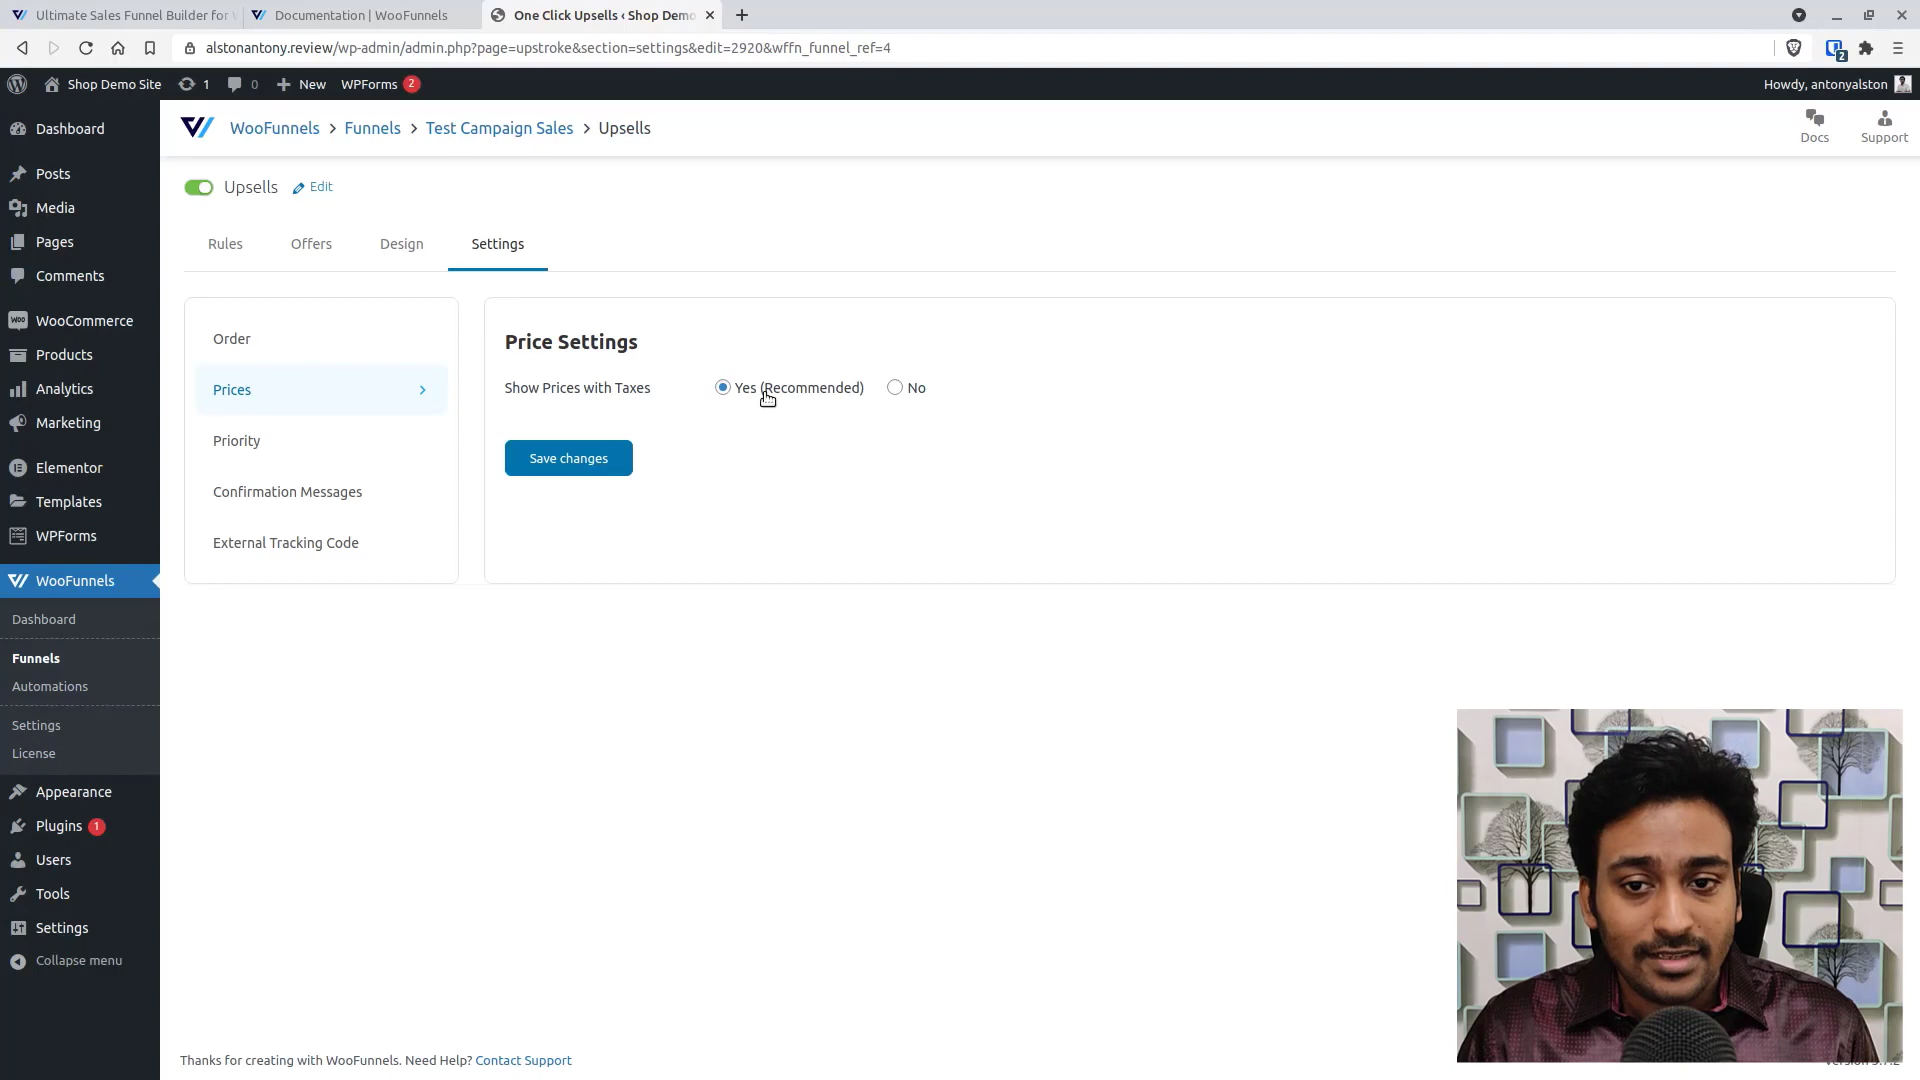 Ultimate Sales Funnel Builder for
Documentation | WooFunnels
One Click Upsells ‹ Shop Demo
alstonantony.review/wp-admin/admin.php?page=upstroke&section=settings&edit=2920&wffn_funnel_ref=4
2
Shop Demo Site
1
0
New
WPForms 2
Howdy, antonyalston
WooFunnels > Funnels > Test Campaign Sales > Upsells
Docs
Support
Dashboard
Posts
Media
Pages
Comments
WooCommerce
Products
Analytics
Marketing
Elementor
Templates
WPForms
WooFunnels
Dashboard
Funnels
Automations
Settings
License
Appearance
Plugins 1
Users
Tools
Settings
Collapse menu
Upsells
Edit
Rules
Offers
Design
Settings
Order
Prices
Priority
Confirmation Messages
External Tracking Code
Price Settings
Show Prices with Taxes
Yes (Recommended)
No
Save changes
Thanks for creating with WooFunnels. Need Help? Contact Support